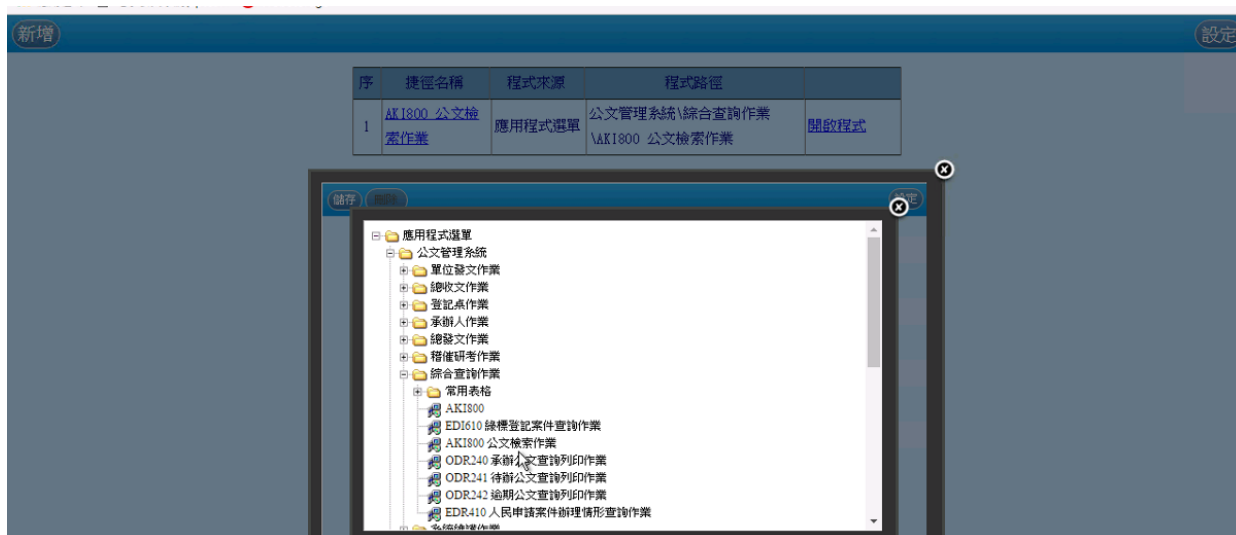 新增
設定
序 捷徑名稱 程式來源 程式路徑
1 AKI800 公文檢索作業 應用程式選單 公文管理系統\綜合查詢作業\AKI800 公文檢索作業 開啟程式
儲存
應用程式選單
公文管理系統
單位發文作業
總收文作業
登記桌作業
承辦人作業
總發文作業
稽催研考作業
綜合查詢作業
常用表格
AKI800
EDI610 綠標登記案件查詢作業
AKI800 公文檢索作業
ODR240 承辦公文查詢列印作業
ODR241 待辦公文查詢列印作業
ODR242 逾期公文查詢列印作業
EDR410 人民申請案件辦理情形查詢作業